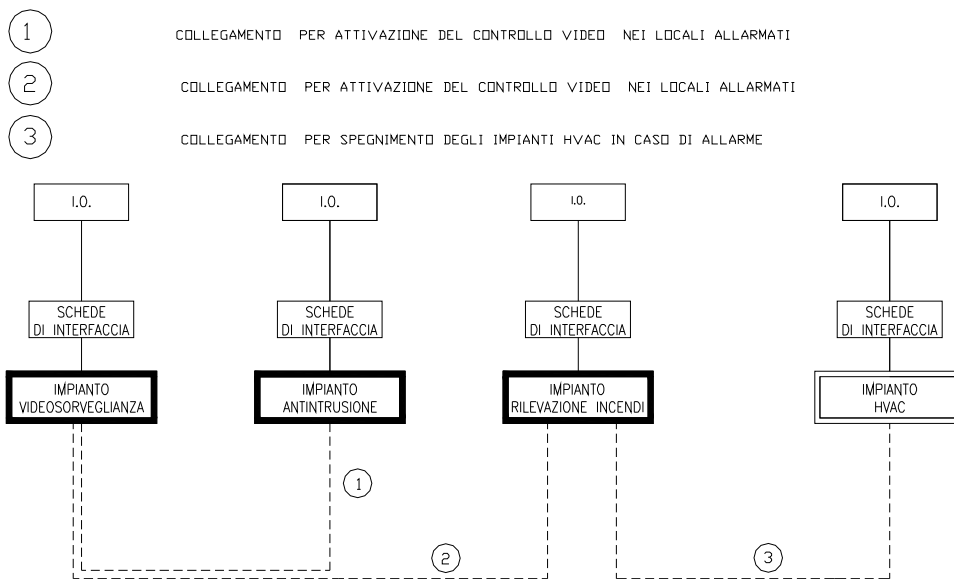 1 COLLEGAMENTO PER ATTIVAZIONE DEL CONTROLLO VIDEO NEI LOCALI ALLARMATI
2 COLLEGAMENTO PER ATTIVAZIONE DEL CONTROLLO VIDEO NEI LOCALI ALLARMATI
3 COLLEGAMENTO PER SPEGNIMENTO DEGLI IMPIANTI HVAC IN CASO DI ALLARME
I.O.
I.O.
I.O.
I.O.
SCHEDE
DI INTERFACCIA
SCHEDE
DI INTERFACCIA
SCHEDE
DI INTERFACCIA
SCHEDE
DI INTERFACCIA
IMPIANTO
VIDEOSORVEGLIANZA
IMPIANTO
ANTINTRUSIONE
IMPIANTO
RILEVAZIONE INCENDI
IMPIANTO
HVAC
1
2
3